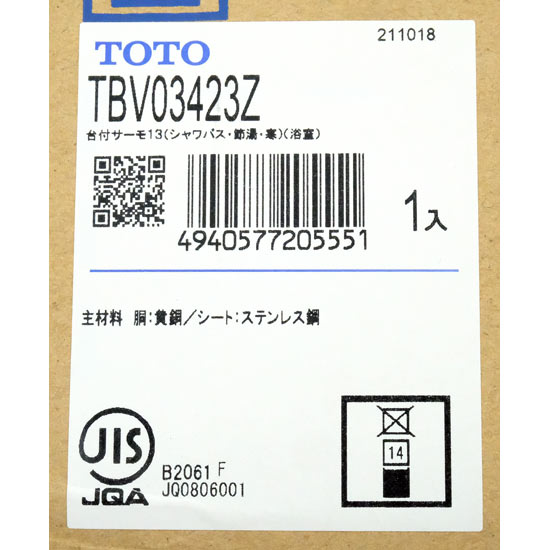 211018
TOTO
TBV03423Z
台付サーモ13(シャワバス・節湯・寒)(浴室)
4940577205551
1入
主材料 胴:黄銅/シート:ステンレス鋼
JIS
JQA
B2061 F
JQ0806001
14